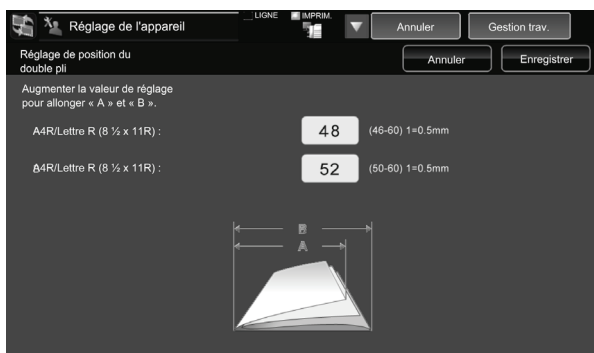 Réglage de l'appareil
LIGNE
IMPRIM.
Annuler
Gestion trav.
Réglage de position du
double pli
Annuler
Enregistrer
Augmenter la valeur de réglage
pour allonger « A » et « B ».
A4R/Lettre R (8 ½ x 11R) :
48
(46-60) 1=0.5mm
A4R/Lettre R (8 ½ x 11R) :
52
(50-60) 1=0.5mm
B
A